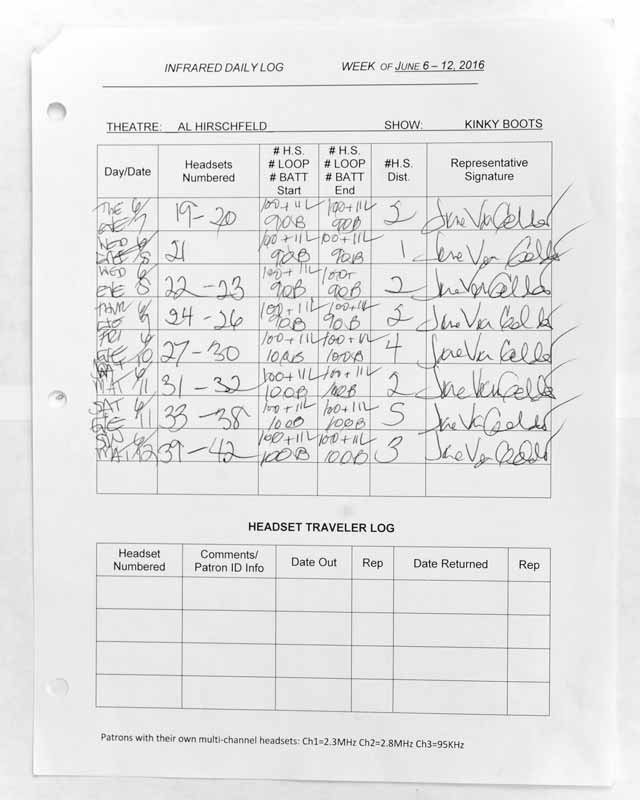 INFRARED DAILY LOG WEEK OF JUNE 6 – 12, 2016
THEATRE: AL HIRSCHFELD SHOW: KINKY BOOTS
Day/Date Headsets Numbered # H.S. # LOOP # BATT Start # H.S. # LOOP # BATT End #H.S. Dist. Representative Signature
TUE 6/ EVE 7 19-20 100+11L 90B 100+11L 90B 2 Jane Van Gelder
WED 6/ 8 21 100+11L 90B 100+11L 90B 1 Jane Van Gelder
WED 6/ EVE 8 22-23 100+11L 90B 100+ 90B 2 Jane Van Gelder
6/ 9 24-26 100+11L 90B 100+11L 90B 2 Jane Van Gelder
FRI 6/ EVE 10 27-30 100+11L 100B 100+11L 100B 4 Jane Van Gelder
SAT 6/ MAT 11 31-32 100+11L 100B 100+11L 100B 2 Jane Van Gelder
SAT 6/ EVE 11 33-38 100+11L 100B 100+11L 100B 5 Jane Van Gelder
SUN 6/ MAT 12 39-42 100+11L 100B 100+11L 100B 3 Jane Van Gelder
HEADSET TRAVELER LOG
Headset Numbered Comments/ Patron ID Info Date Out Rep Date Returned Rep
Patrons with their own multi-channel headsets: Ch1=2.3MHz Ch2=2.8MHz Ch3=95KHz